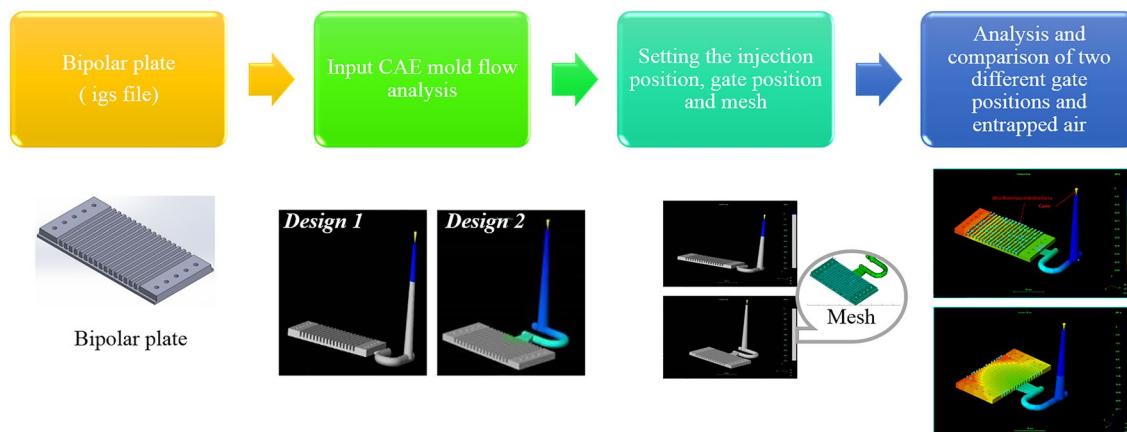 Bipolar plate
( igs file)
Input CAE mold flow
analysis
Setting the injection
position, gate position
and mesh
Analysis and
comparison of two
different gate
positions and
entrapped air
Design 1
Design 2
Mesh
Bipolar plate